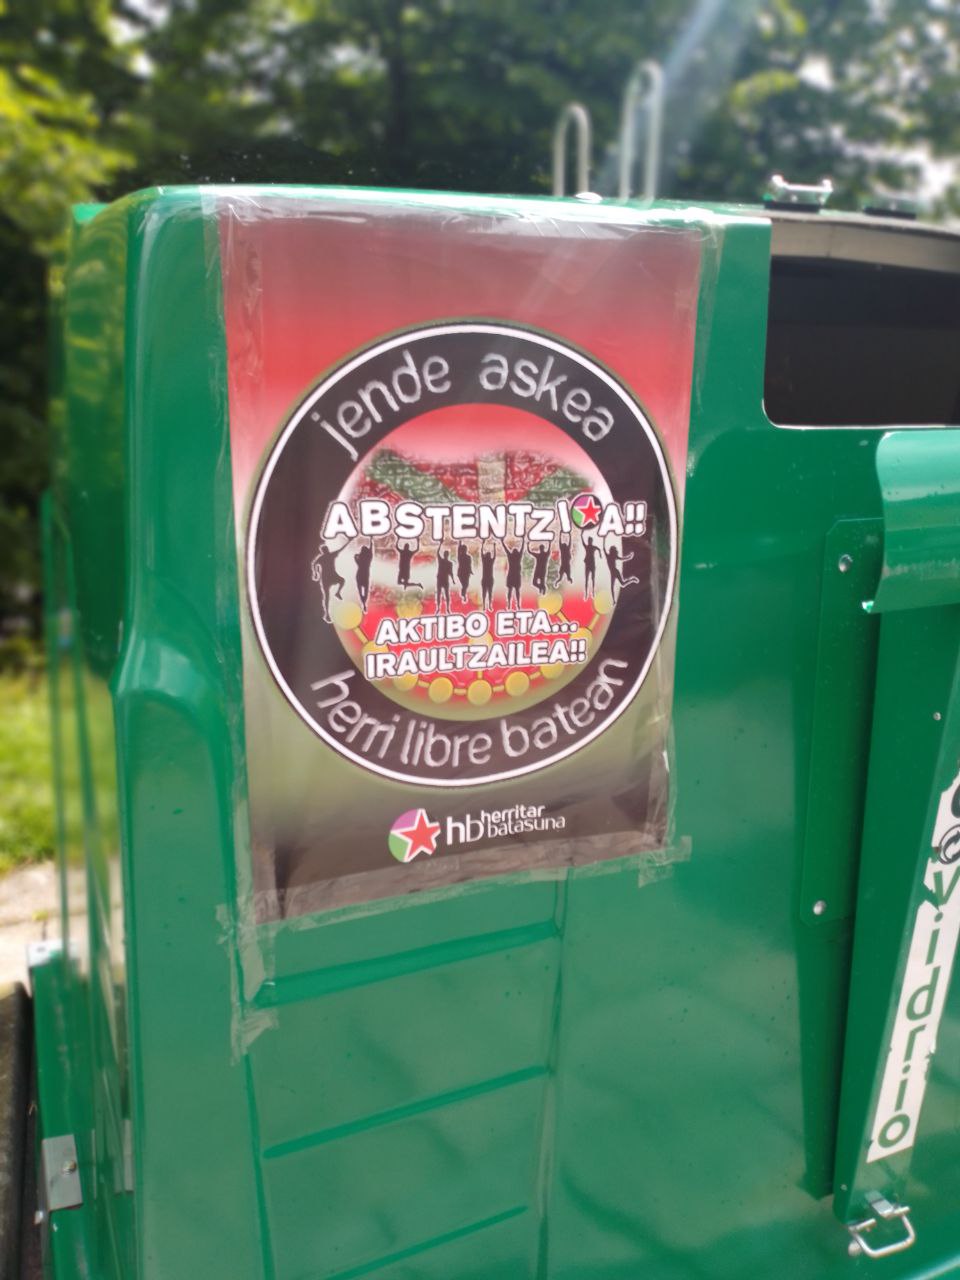 jende askea
ABSTENTZIOA!!
AKTIBO ETA...
IRAULTZAILEA!!
herri libre batean
hb herritar
batasuna
vidrio